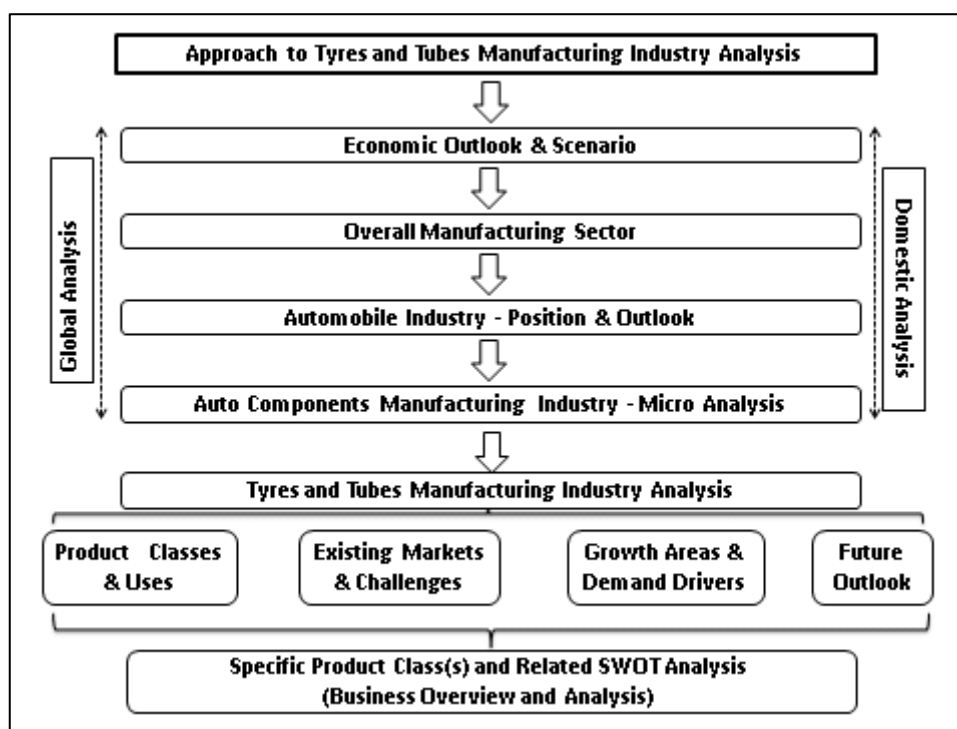 Approach to Tyres and Tubes Manufacturing Industry Analysis
Economic Outlook & Scenario
Overall Manufacturing Sector
Automobile Industry - Position & Outlook
Auto Components Manufacturing Industry - Micro Analysis
Global Analysis
Domestic Analysis
Tyres and Tubes Manufacturing Industry Analysis
Product Classes
& Uses
Existing Markets
& Challenges
Growth Areas &
Demand Drivers
Future
Outlook
Specific Product Class(s) and Related SWOT Analysis
(Business Overview and Analysis)